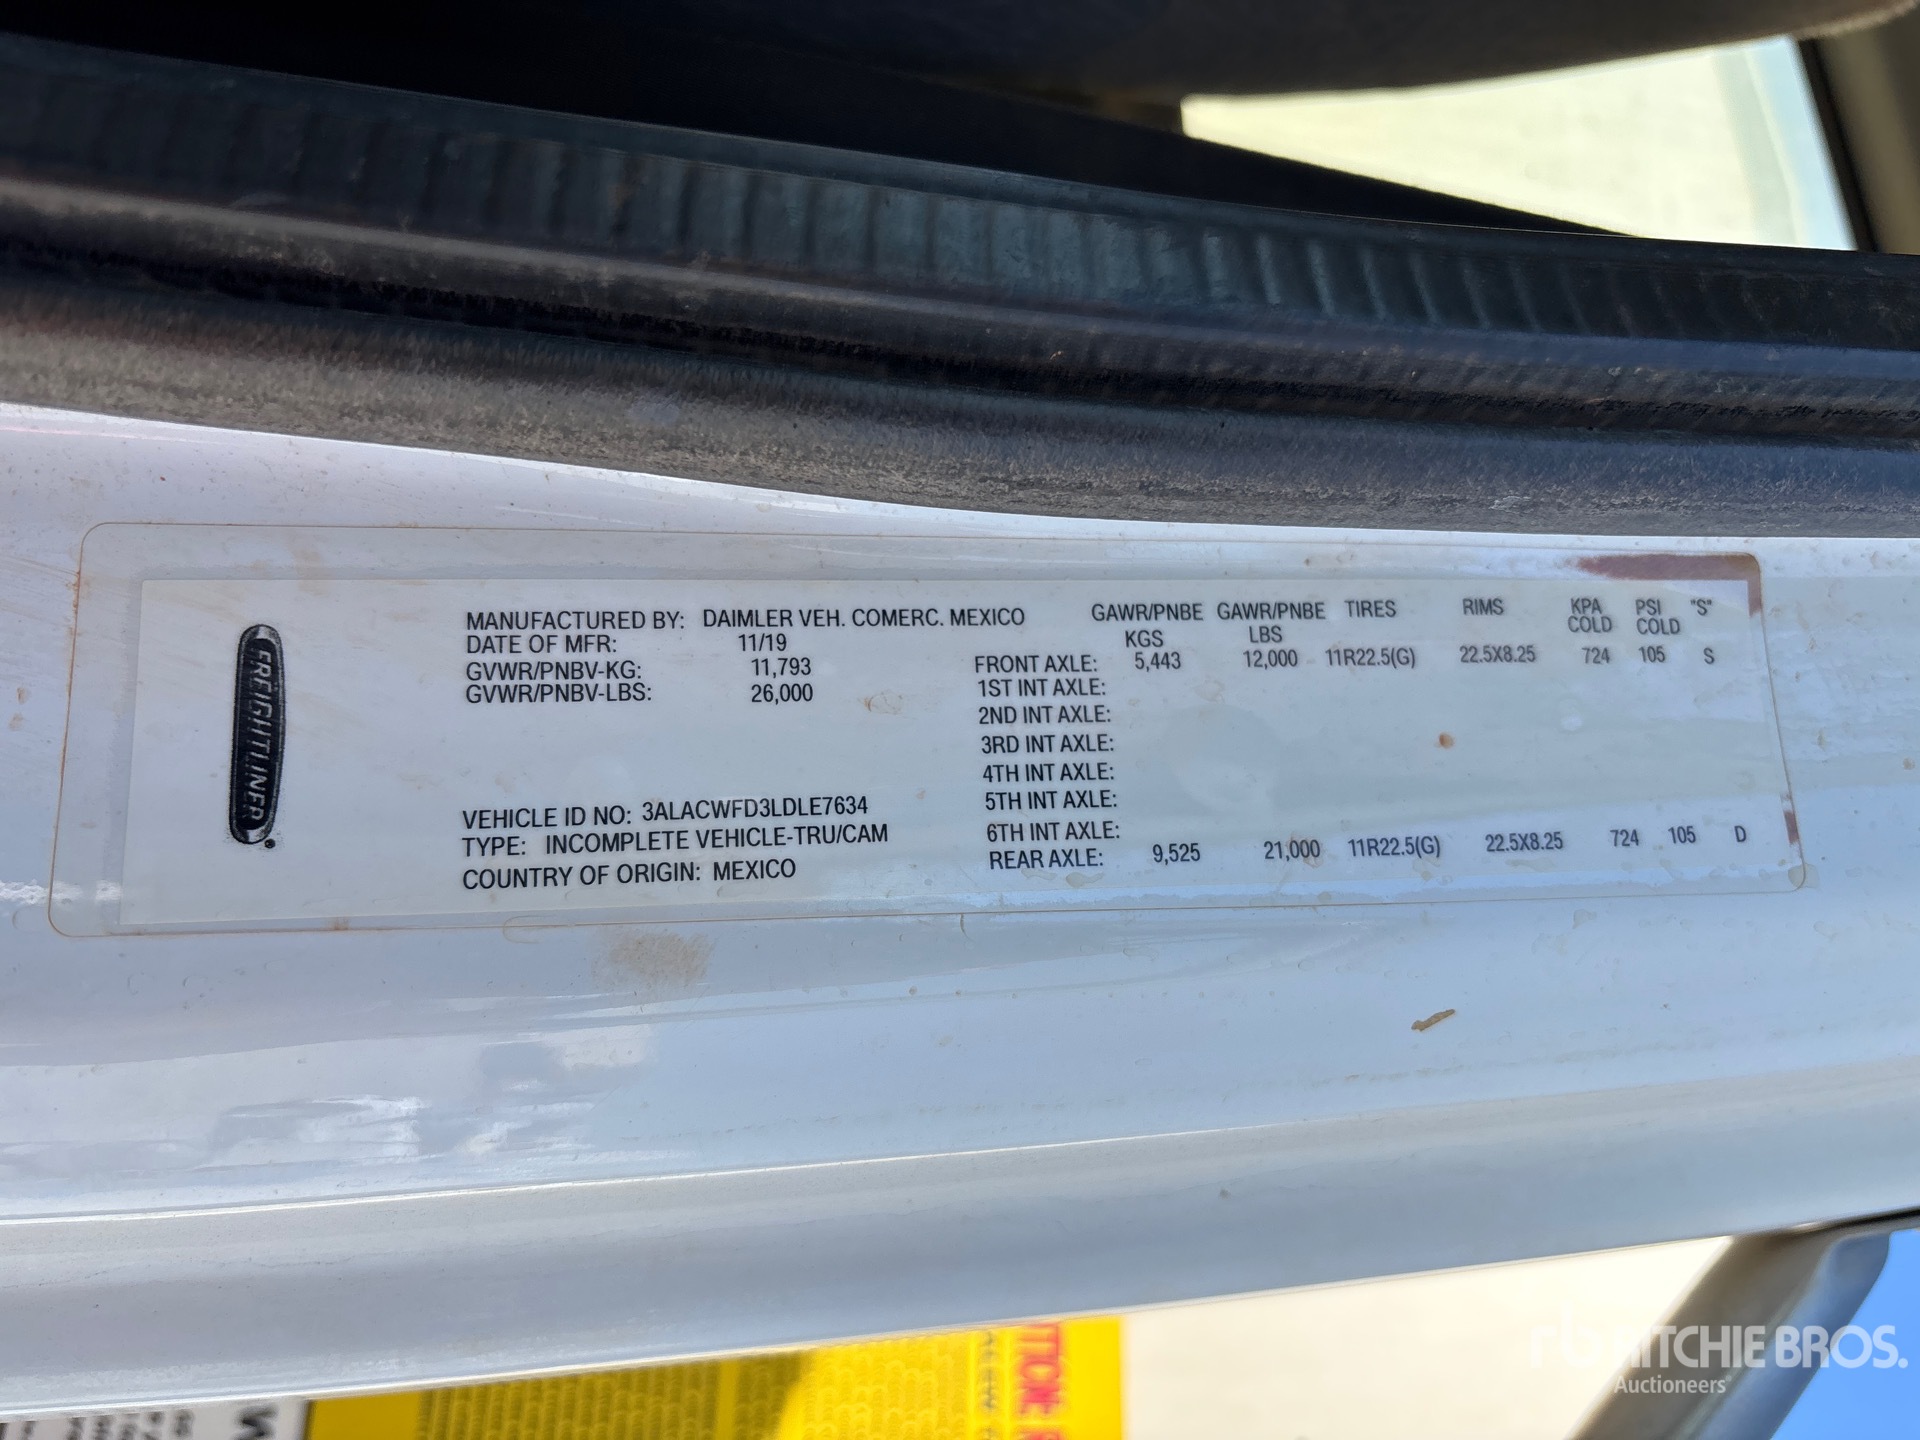 FREIGHTLINER
MANUFACTURED BY: DAIMLER VEH. COMERC. MEXICO
DATE OF MFR: 11/19
GVWR/PNBV-KG: 11,793
GVWR/PNBV-LBS: 26,000
VEHICLE ID NO: 3ALACWFD3LDLE7634
TYPE: INCOMPLETE VEHICLE-TRU/CAM
COUNTRY OF ORIGIN: MEXICO
GAWR/PNBE KGS GAWR/PNBE LBS TIRES RIMS KPA COLD PSI COLD "S"
FRONT AXLE: 5,443 12,000 11R22.5(G) 22.5X8.25 724 105 S
1ST INT AXLE:
2ND INT AXLE:
3RD INT AXLE:
4TH INT AXLE:
5TH INT AXLE:
6TH INT AXLE:
REAR AXLE: 9,525 21,000 11R22.5(G) 22.5X8.25 724 105 D
rb RITCHIE BROS.
Auctioneers